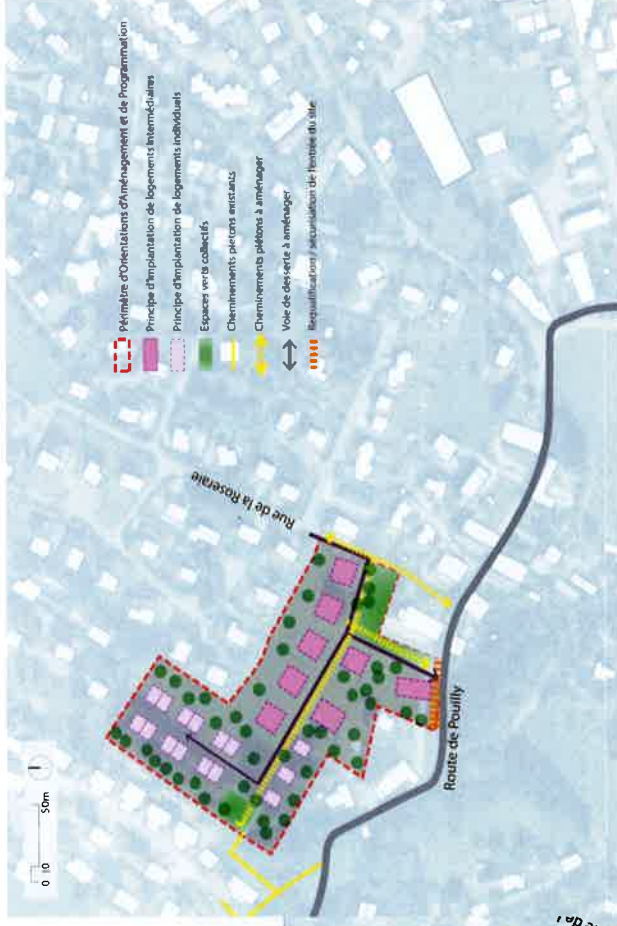 Périmètre d'Orientations d'Aménagement et de Programmation
Principe d'implantation de logements intermédiaires
Principe d'implantation de logements individuels
Espaces verts collectifs
Cheminements piétons existants
Cheminements piétons à aménager
Voie de desserte à aménager
Requalification / sécurisation de l'entrée du site
Rue de la Roseraie
Route de Pouilly
0 10 50m